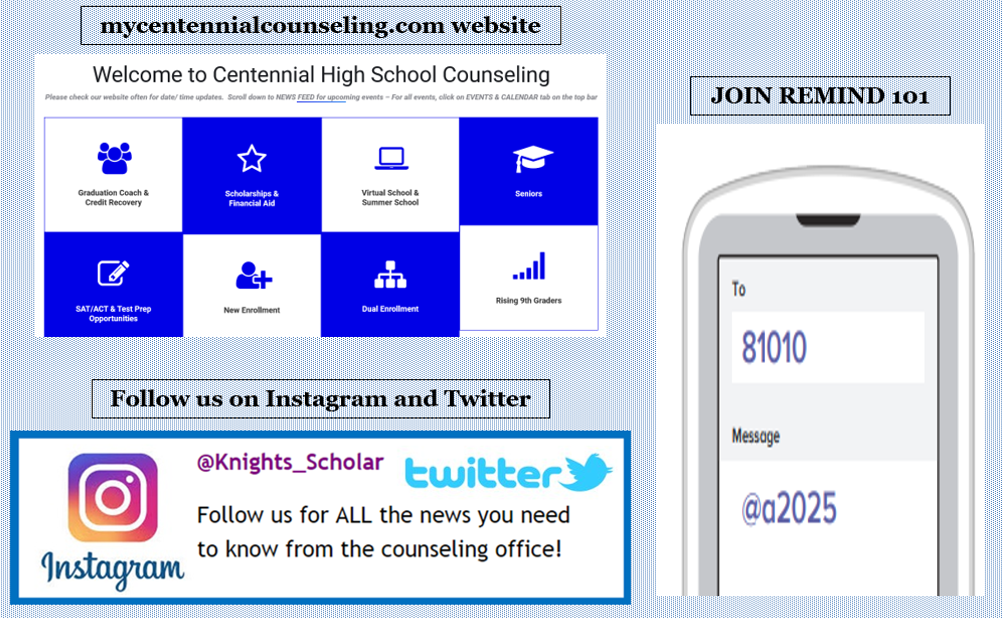 mycentennialcounseling.com website
Welcome to Centennial High School Counseling
Please check our website often for date/ time updates. Scroll down to NEWS FEED for upcoming events – For all events, click on EVENTS & CALENDAR tab on the top bar
Graduation Coach &
Credit Recovery
Scholarships &
Financial Aid
Virtual School &
Summer School
Seniors
SAT/ACT & Test Prep
Opportunities
New Enrollment
Dual Enrollment
Rising 9th Graders
JOIN REMIND 101
To
81010
Message
@a2025
Follow us on Instagram and Twitter
@Knights_Scholar
twitter
Follow us for ALL the news you need
to know from the counseling office!
Instagram